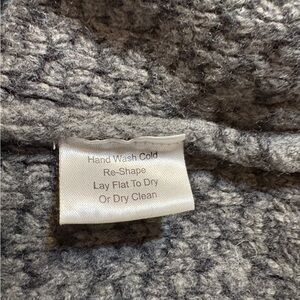 Hand Wash Cold
Re-Shape
Lay Flat To Dry
Or Dry Clean